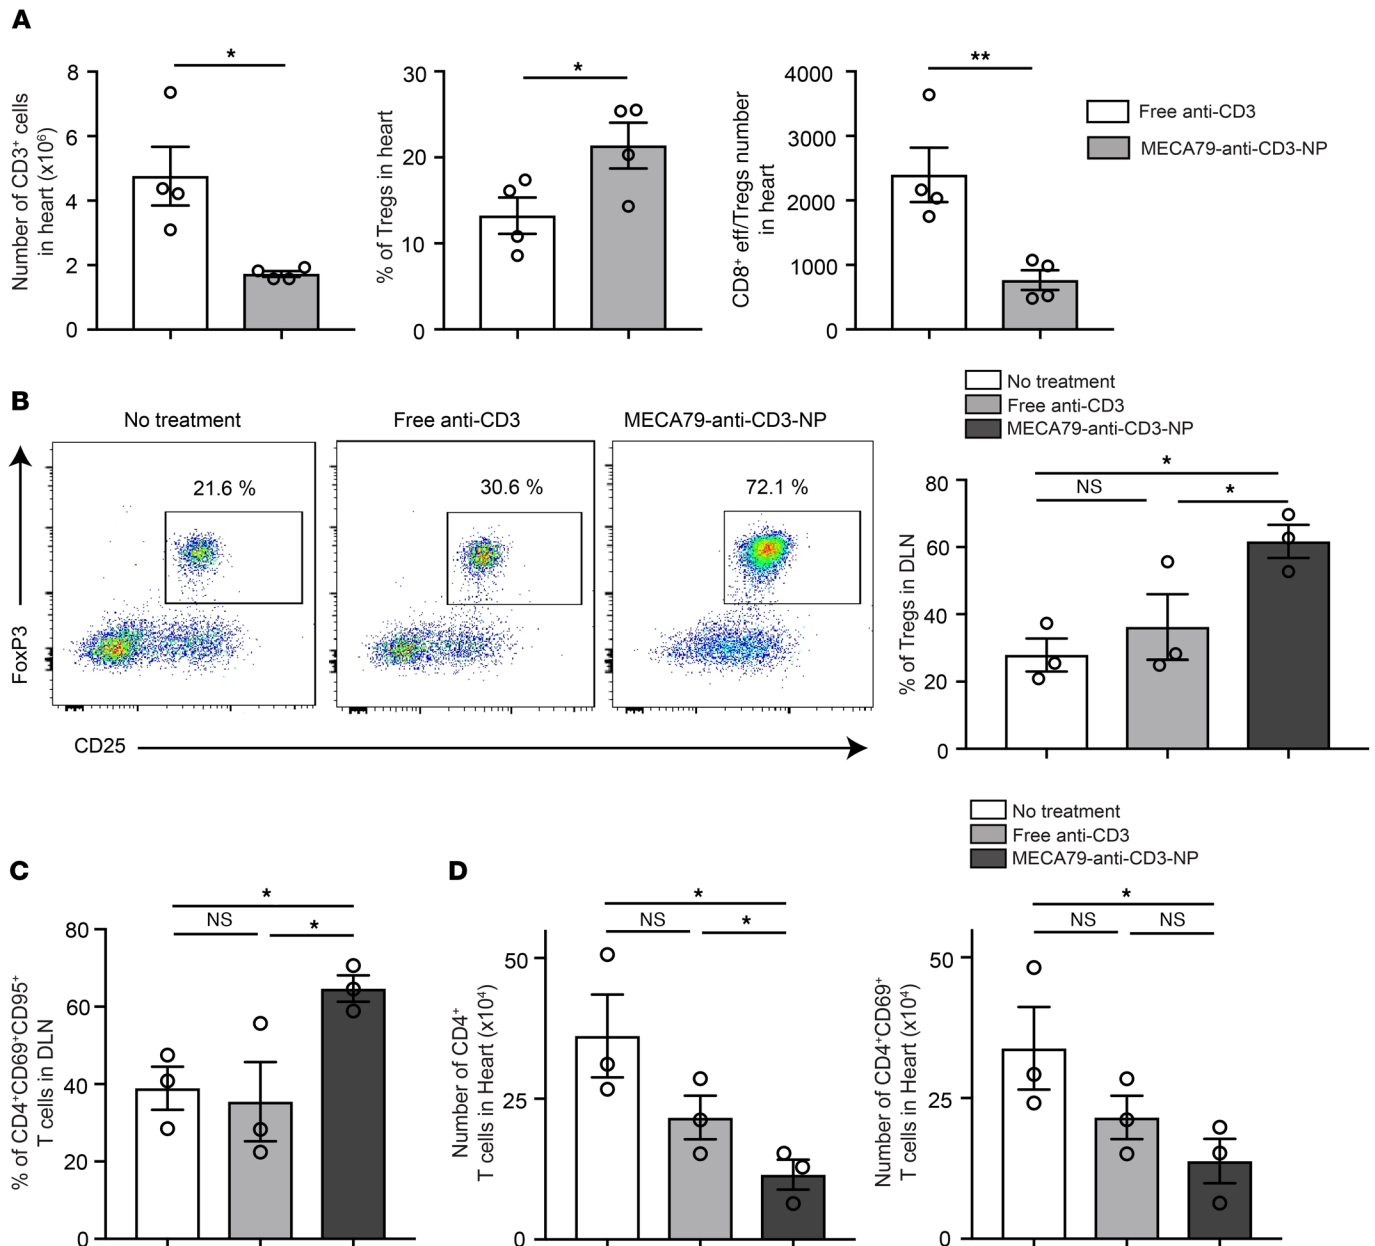 A
Number of CD3⁺ cells
in heart (x10⁶)
8
6
4
2
0
*
% of Tregs in heart
30
20
10
0
*
CD8⁺ eff/Tregs number
in heart
4000
3000
2000
1000
0
**
Free anti-CD3
MECA79-anti-CD3-NP
B
No treatment
Free anti-CD3
MECA79-anti-CD3-NP
21.6 %
30.6 %
72.1 %
FoxP3
CD25
No treatment
Free anti-CD3
MECA79-anti-CD3-NP
% of Tregs in DLN
80
60
40
20
0
*
NS
*
No treatment
Free anti-CD3
MECA79-anti-CD3-NP
C
% of CD4⁺CD69⁺CD95⁺
T cells in DLN
80
60
40
20
0
*
NS
*
D
Number of CD4⁺
T cells in Heart (x10⁴)
50
25
0
*
NS
*
Number of CD4⁺CD69⁺
T cells in Heart (x10⁴)
50
25
0
*
NS
NS